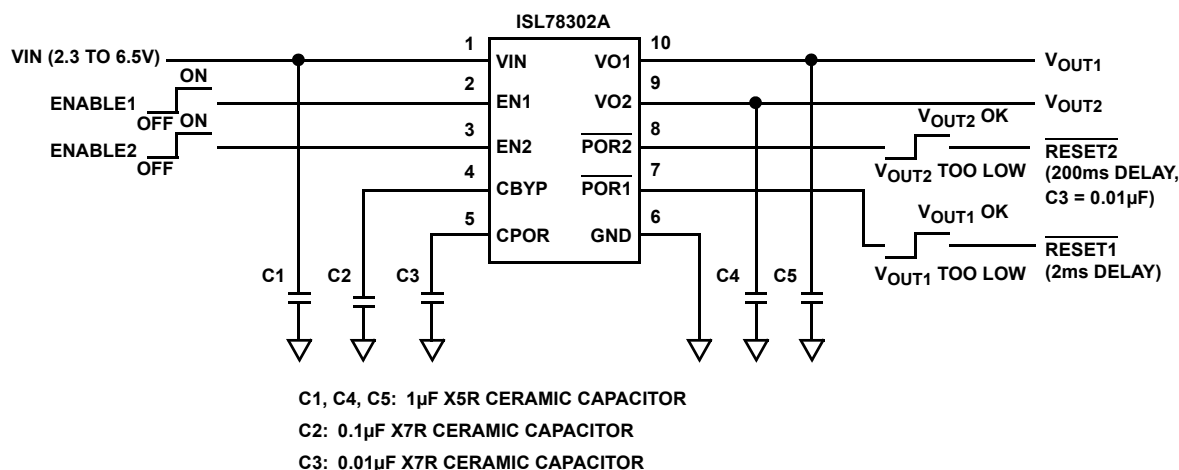 ISL78302A
VIN (2.3 TO 6.5V)
1
VIN
VO1
10
VOUT1
ON
ENABLE1
OFF
2
EN1
VO2
9
VOUT2
ON
ENABLE2
OFF
3
EN2
POR2
8
VOUT2 OK
VOUT2 TOO LOW
RESET2
(200ms DELAY,
C3 = 0.01µF)
4
CBYP
POR1
7
VOUT1 OK
VOUT1 TOO LOW
RESET1
(2ms DELAY)
5
CPOR
GND
6
C1
C2
C3
C4
C5
C1, C4, C5: 1µF X5R CERAMIC CAPACITOR
C2: 0.1µF X7R CERAMIC CAPACITOR
C3: 0.01µF X7R CERAMIC CAPACITOR